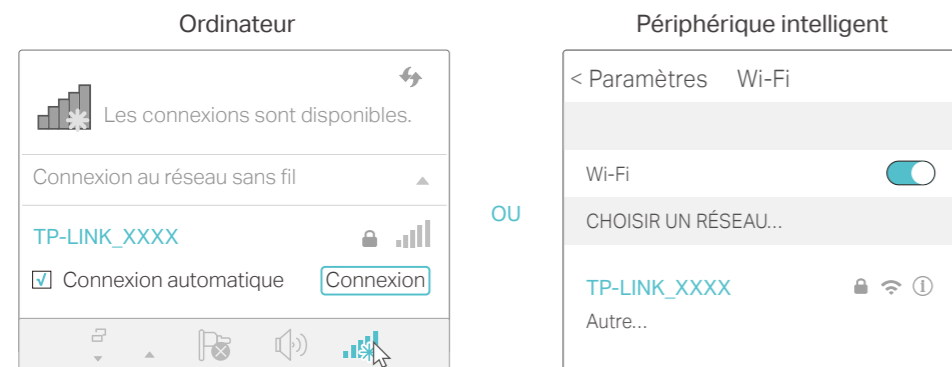 Ordinateur
Les connexions sont disponibles.
Connexion au réseau sans fil
TP-LINK_XXXX
Connexion automatique
Connexion
OU
Périphérique intelligent
< Paramètres Wi-Fi
Wi-Fi
CHOISIR UN RÉSEAU...
TP-LINK_XXXX
Autre...